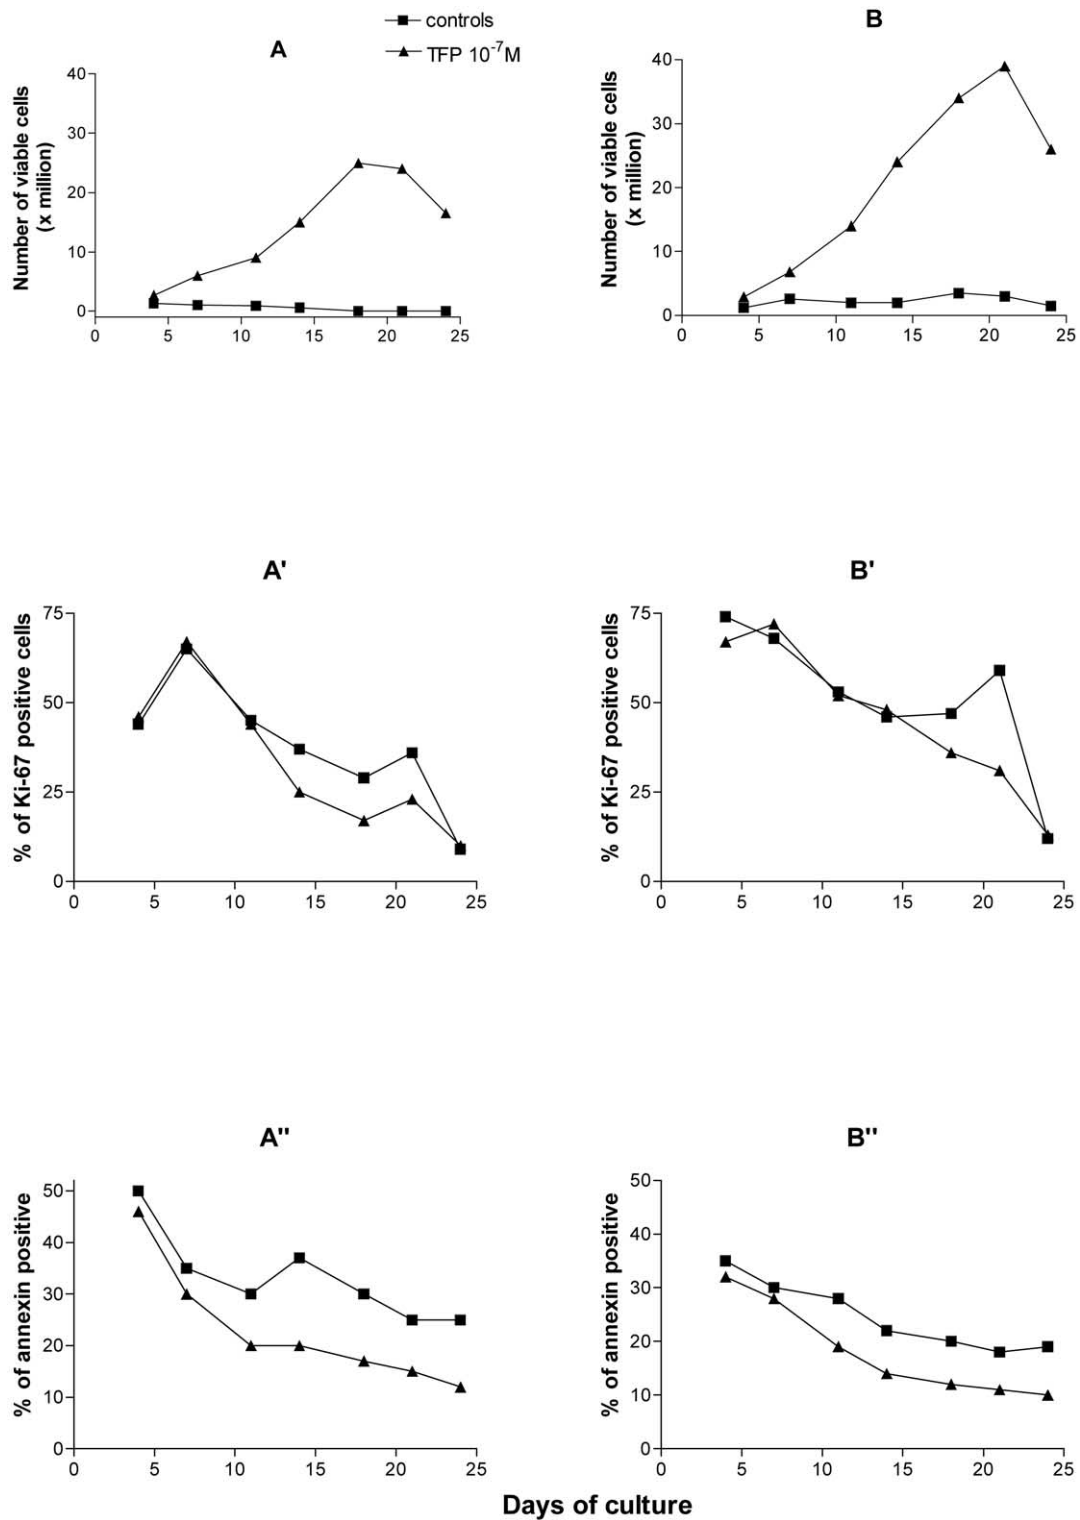 controls
TFP 10⁻⁷M
A
Number of viable cells
(x million)
40
30
20
10
0
0 5 10 15 20 25
B
Number of viable cells
(x million)
40
30
20
10
0
0 5 10 15 20 25
A'
% of Ki-67 positive cells
75
50
25
0
0 5 10 15 20 25
B'
% of Ki-67 positive cells
75
50
25
0
0 5 10 15 20 25
A"
% of annexin positive
50
40
30
20
10
0
0 5 10 15 20 25
B"
% of annexin positive
50
40
30
20
10
0
0 5 10 15 20 25
Days of culture